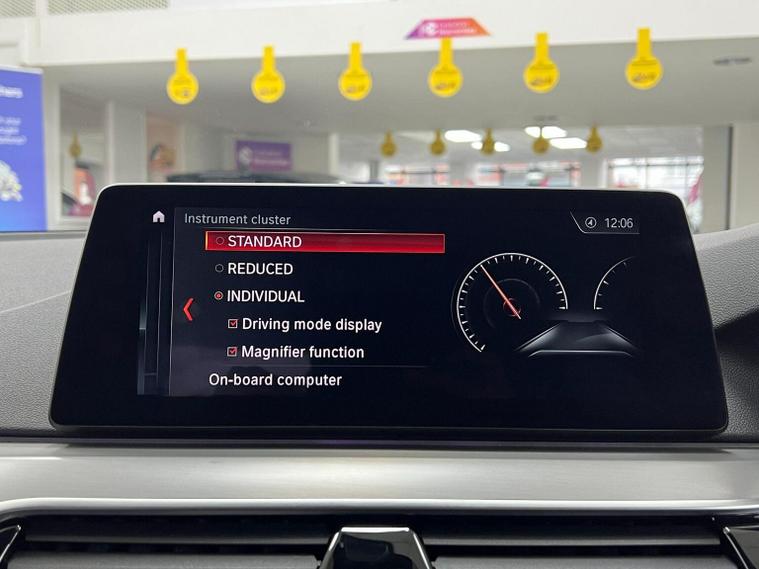 Instrument cluster
12:06
STANDARD
REDUCED
INDIVIDUAL
Driving mode display
Magnifier function
On-board computer